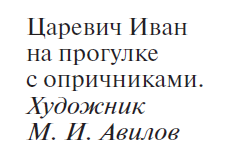 Царевич Иван
на прогулке
с опричниками.
Художник
М. И. Авилов